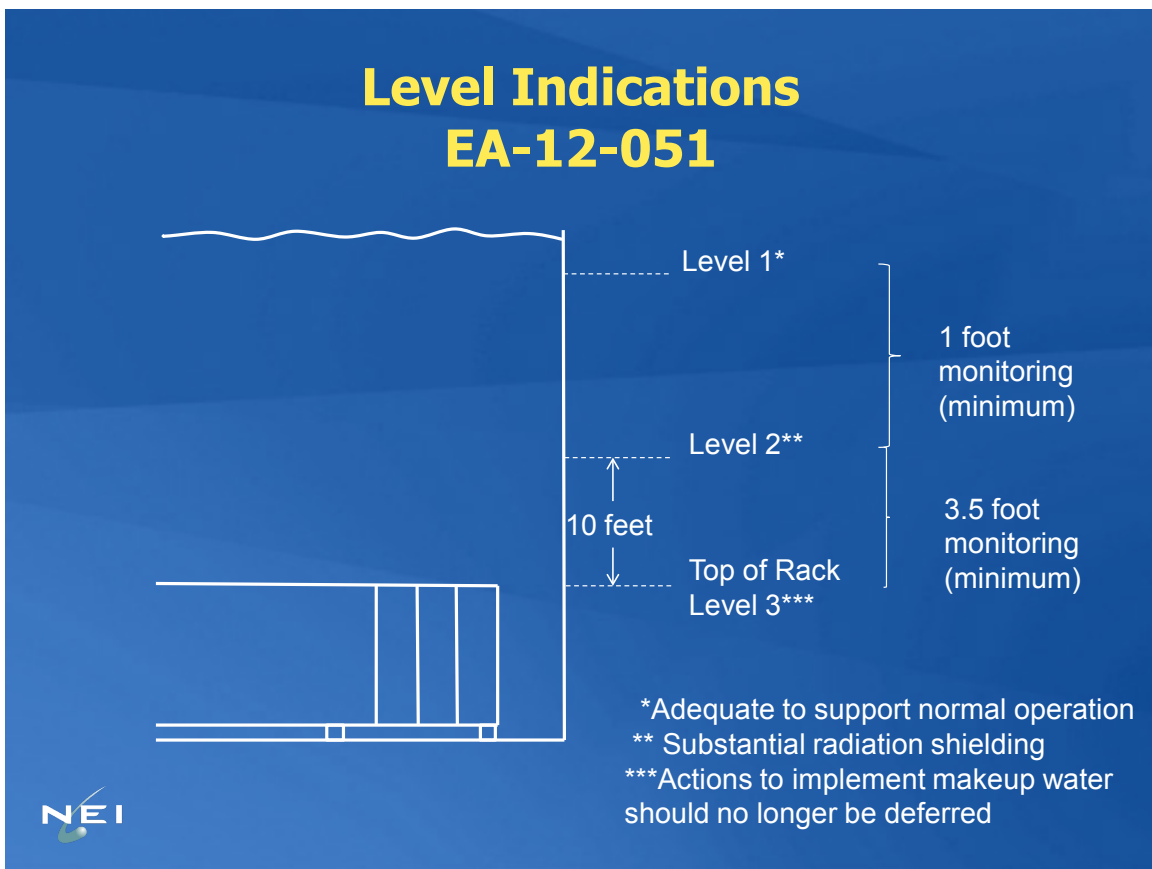 Level Indications
EA-12-051
Level 1*
1 foot
monitoring
(minimum)
Level 2**
10 feet
3.5 foot
monitoring
(minimum)
Top of Rack
Level 3***
*Adequate to support normal operation
** Substantial radiation shielding
***Actions to implement makeup water
should no longer be deferred
NEI